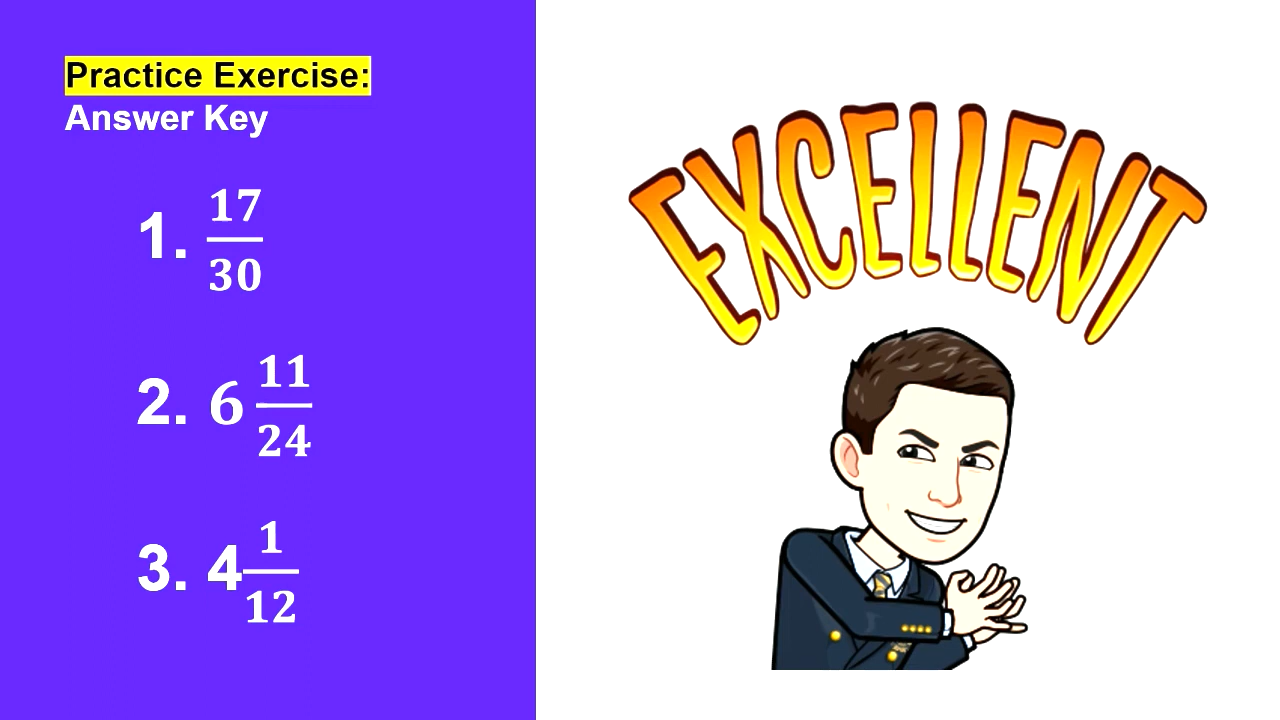 Practice Exercise:
Answer Key
1. 17/30
2. 6 11/24
3. 4 1/12
EXCELLENT